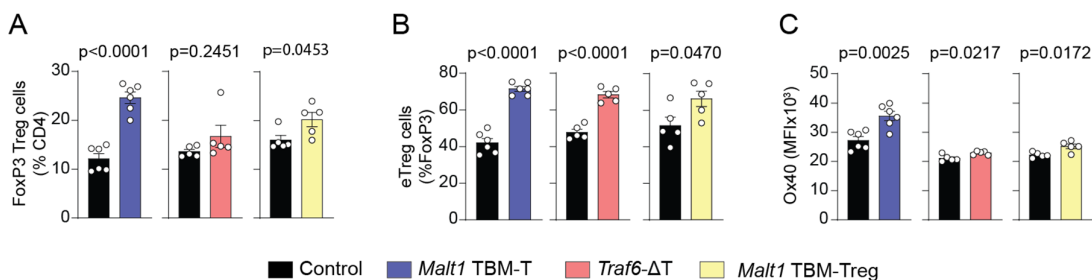 A
p<0.0001 p=0.2451 p=0.0453
FoxP3 Treg cells
(% CD4)
30
20
10
0
B
p<0.0001 p<0.0001 p=0.0470
eTreg cells
(%FoxP3)
80
60
40
20
0
C
p=0.0025 p=0.0217 p=0.0172
Ox40 (MFIx10³)
50
40
30
20
10
0
Control Malt1 TBM-T Traf6-ΔT Malt1 TBM-Treg